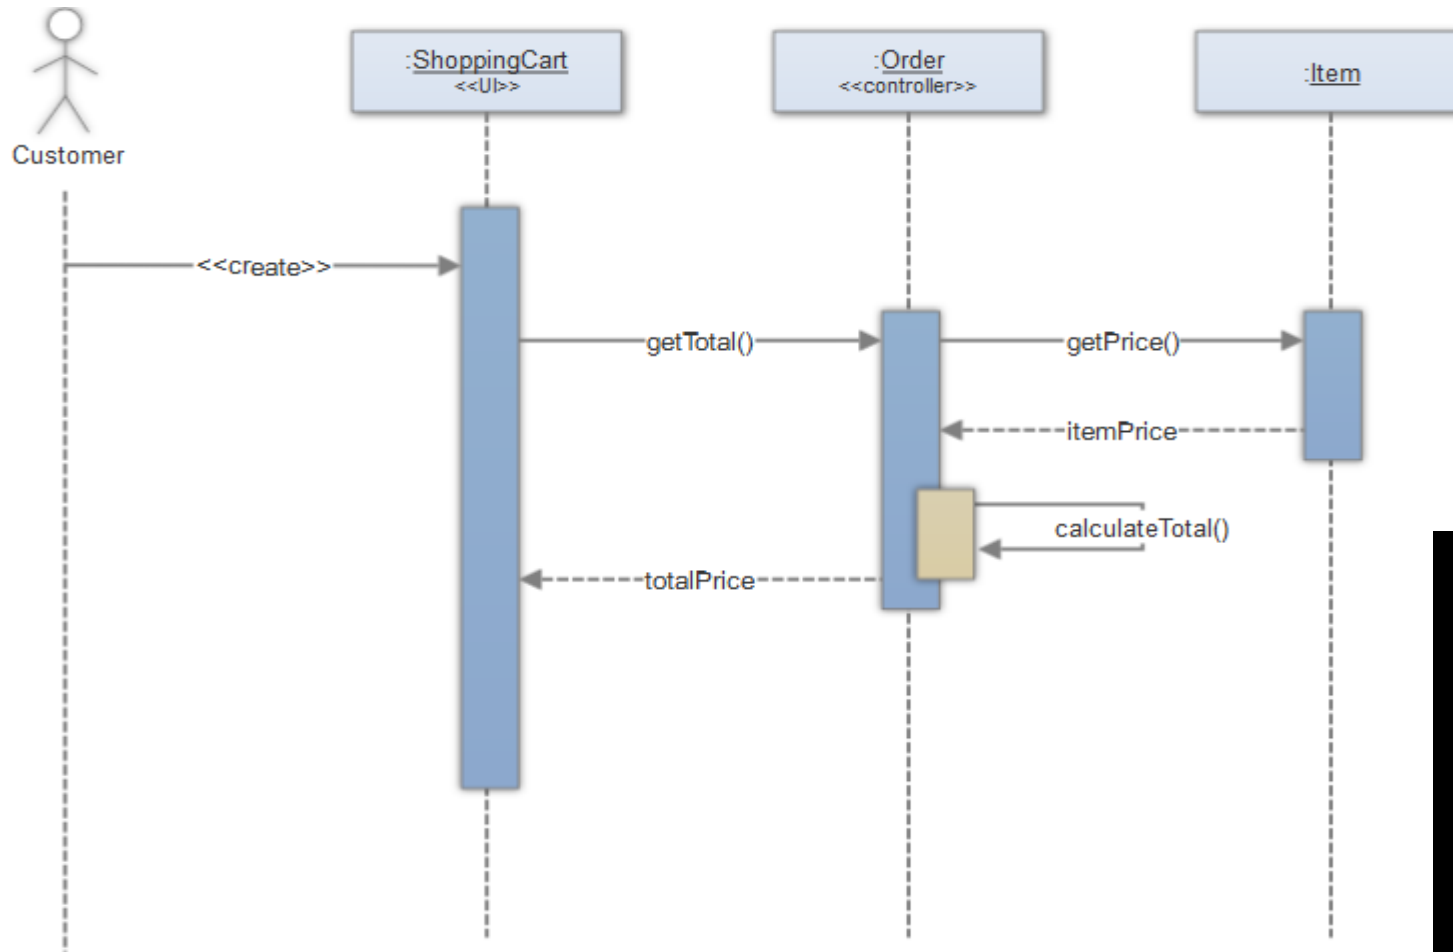 :ShoppingCart
<<UI>>
:Order
<<controller>>
:Item
Customer
<<create>>
getTotal()
getPrice()
itemPrice
calculateTotal()
totalPrice